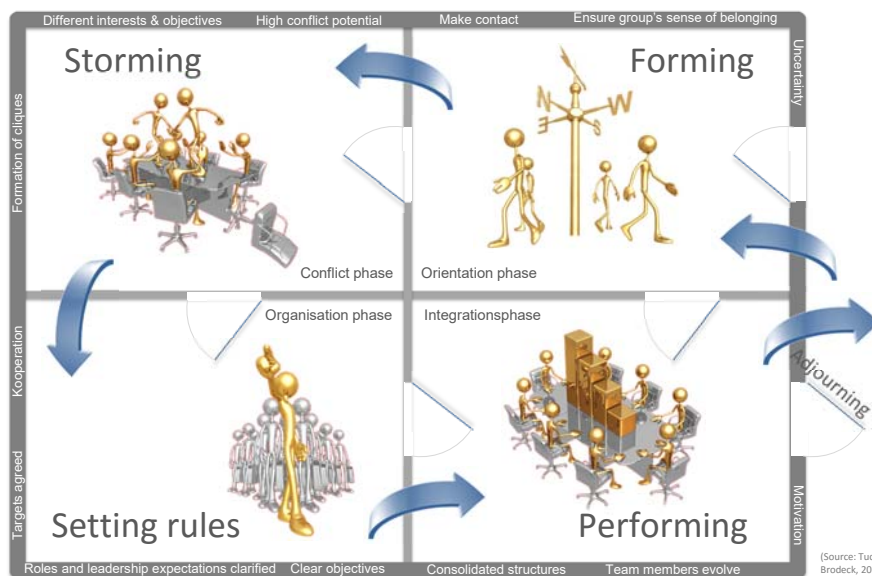 Different interests & objectives
High conflict potential
Make contact
Ensure group's sense of belonging
Storming
Forming
Uncertainty
Formation of cliques
N W
E S
Conflict phase
Orientation phase
Organisation phase
Integrationsphase
Kooperation
Adjourning
Targets agreed
Motivation
Setting rules
Performing
Roles and leadership expectations clarified
Clear objectives
Consolidated structures
Team members evolve
(Source:
Brodeck,